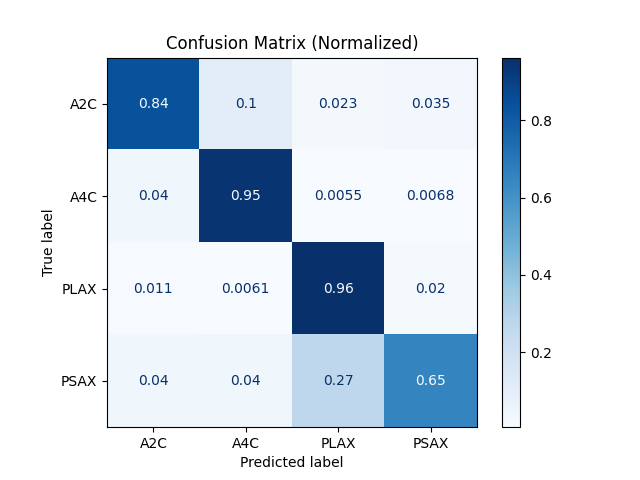 Confusion Matrix (Normalized)
A2C 0.84 0.1 0.023 0.035
A4C 0.04 0.95 0.0055 0.0068
PLAX 0.011 0.0061 0.96 0.02
PSAX 0.04 0.04 0.27 0.65
A2C A4C PLAX PSAX
Predicted label
True label
0.8
0.6
0.4
0.2